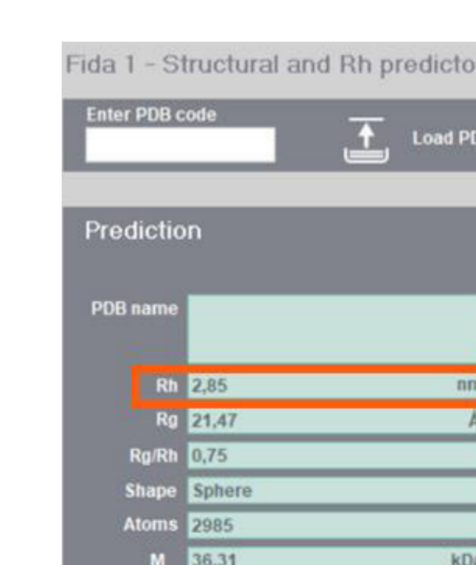 Fida 1 - Structural and Rh predicto
Enter PDB code
Load PD
Prediction
PDB name
Rh 2,85 nm
Rg 21,47 Å
Rg/Rh 0,75
Shape Sphere
Atoms 2985
M 36,31 kDa